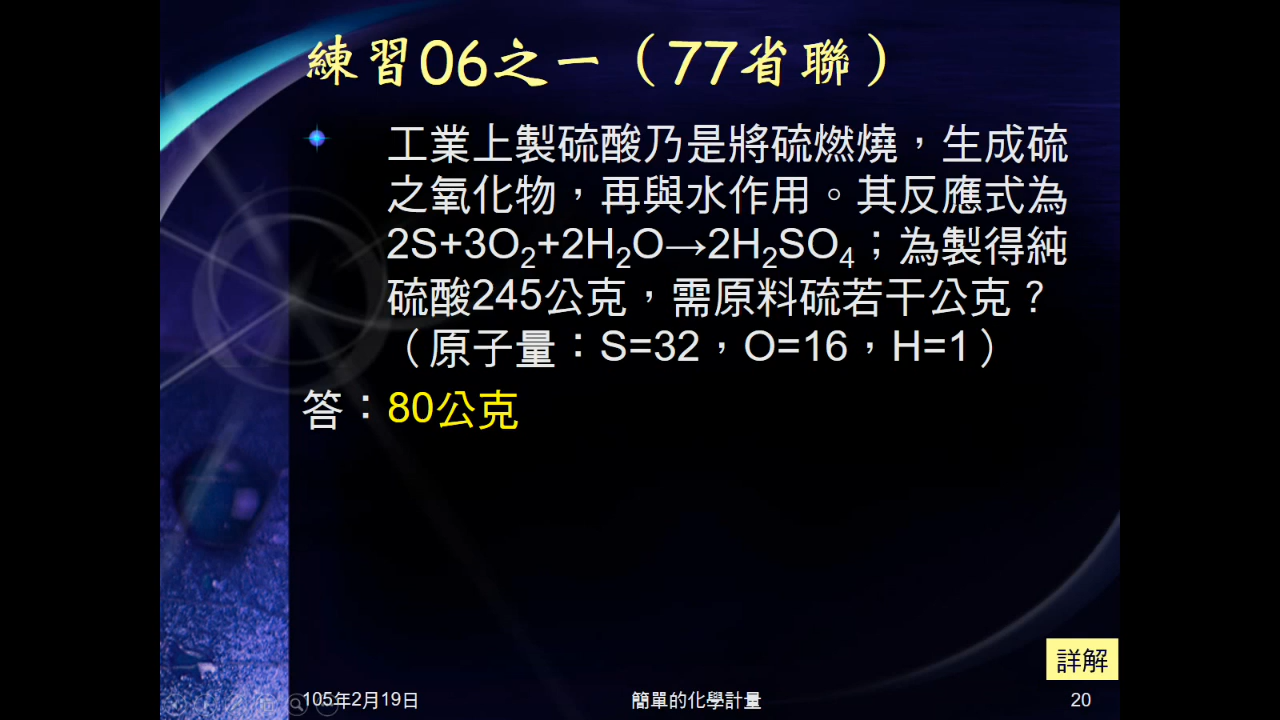 練習06之一（77省聯）
工業上製硫酸乃是將硫燃燒，生成硫
之氧化物，再與水作用。其反應式為
2S+3O₂+2H₂O→2H₂SO₄；為製得純
硫酸245公克，需原料硫若干公克？
（原子量：S=32，O=16，H=1）
答：80公克
詳解
105年2月19日
簡單的化學計量
20